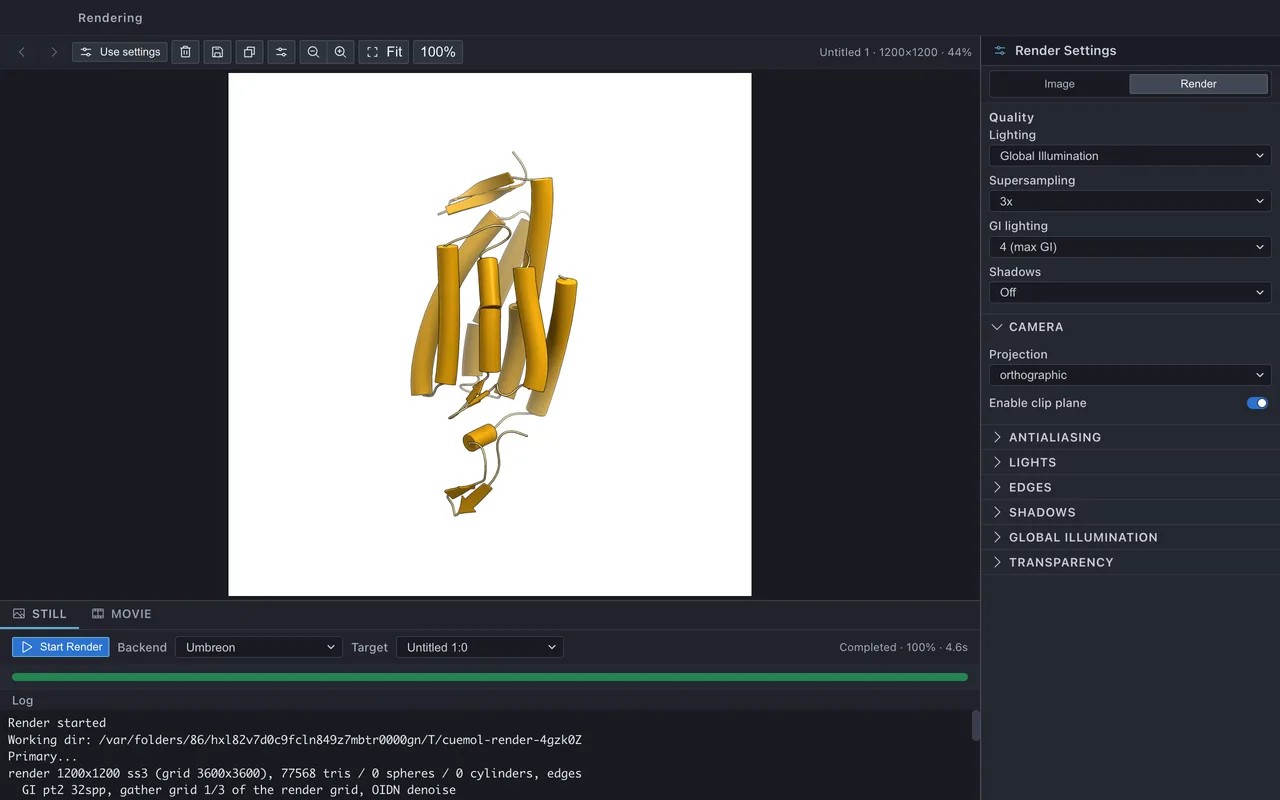 Rendering
Use settings
Fit
100%
Untitled 1 · 1200×1200 · 44%
Render Settings
Image
Render
Quality
Lighting
Global Illumination
Supersampling
3x
GI lighting
4 (max GI)
Shadows
Off
CAMERA
Projection
orthographic
Enable clip plane
ANTIALIASING
LIGHTS
EDGES
SHADOWS
GLOBAL ILLUMINATION
TRANSPARENCY
STILL
MOVIE
Start Render
Backend
Umbreon
Target
Untitled 1:0
Completed · 100% · 4.6s
Log
Render started
Working dir: /var/folders/86/hxl82v7d0c9fcln849z7mbtr0000gn/T/cuemol-render-4gzk0Z
Primary...
render 1200x1200 ss3 (grid 3600x3600), 77568 tris / 0 spheres / 0 cylinders, edges
GI pt2 32spp, gather grid 1/3 of the render grid, OIDN denoise